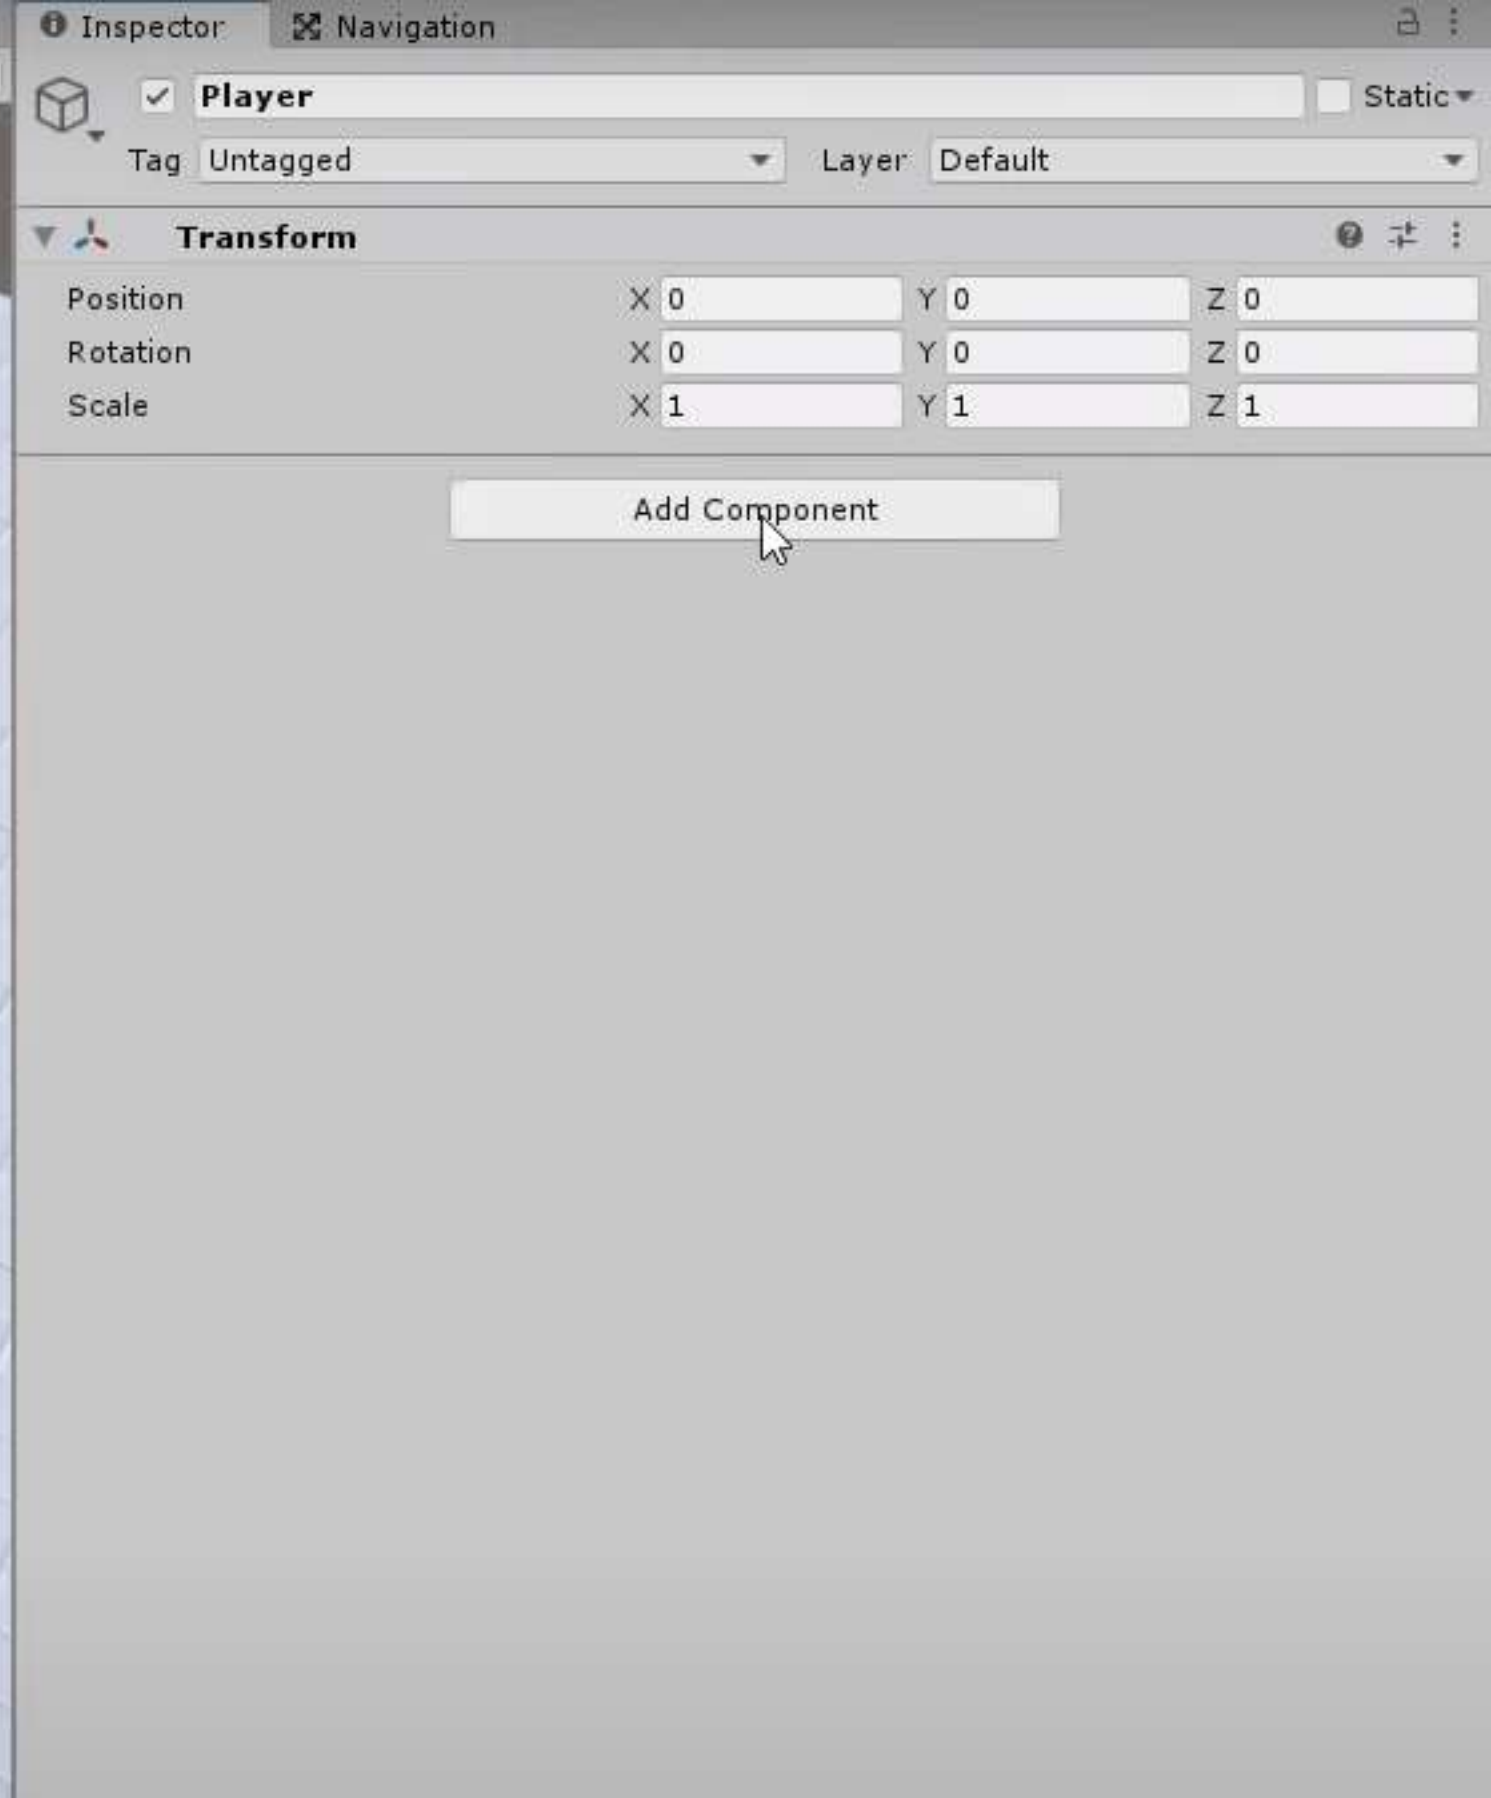 Inspector Navigation
Player Static
Tag Untagged Layer Default
Transform
Position X 0 Y 0 Z 0
Rotation X 0 Y 0 Z 0
Scale X 1 Y 1 Z 1
Add Component